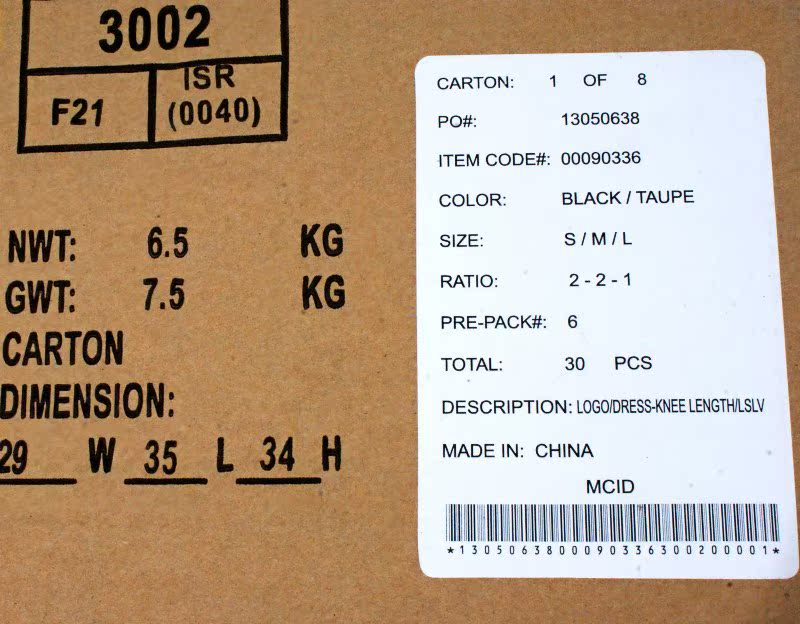 3002
F21
ISR
(0040)
NWT: 6.5 KG
GWT: 7.5 KG
CARTON
DIMENSION:
29 W 35 L 34 H
CARTON: 1 OF 8
PO#: 13050638
ITEM CODE#: 00090336
COLOR: BLACK / TAUPE
SIZE: S / M / L
RATIO: 2 - 2 - 1
PRE-PACK#: 6
TOTAL: 30 PCS
DESCRIPTION: LOGO/DRESS-KNEE LENGTH/LSLV
MADE IN: CHINA
MCID
*1305063800090336300200001*